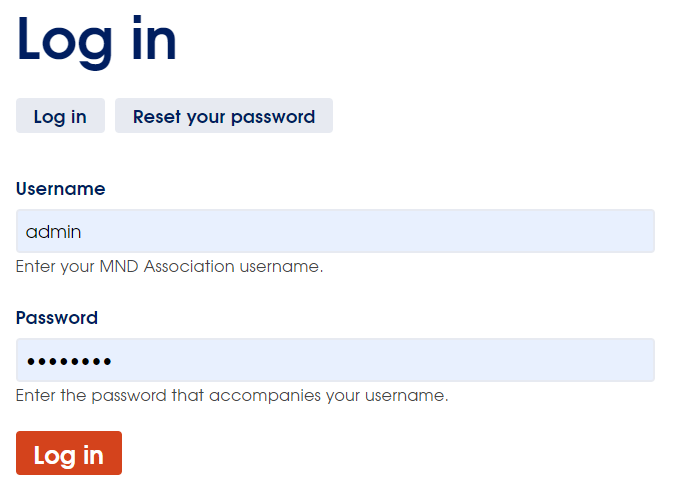 Log in
Log in Reset your password
Username
admin
Enter your MND Association username.
Password
••••••••
Enter the password that accompanies your username.
Log in